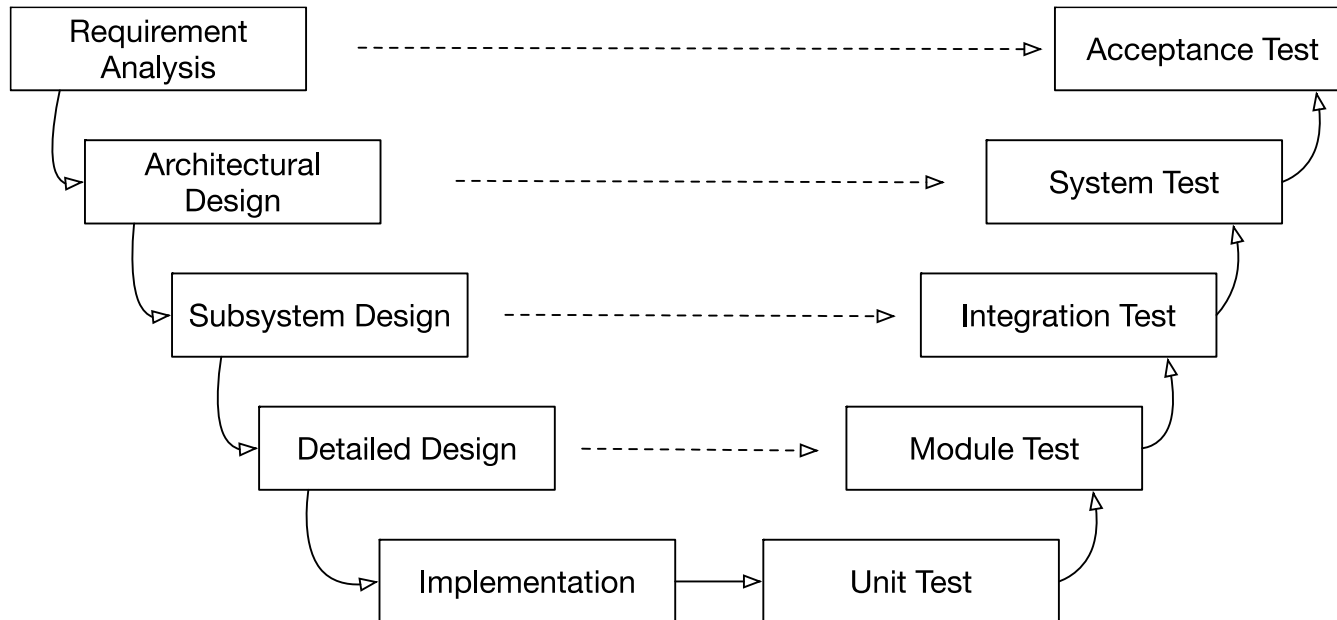 Requirement
Analysis
Acceptance Test
Architectural
Design
System Test
Subsystem Design
Integration Test
Detailed Design
Module Test
Implementation
Unit Test